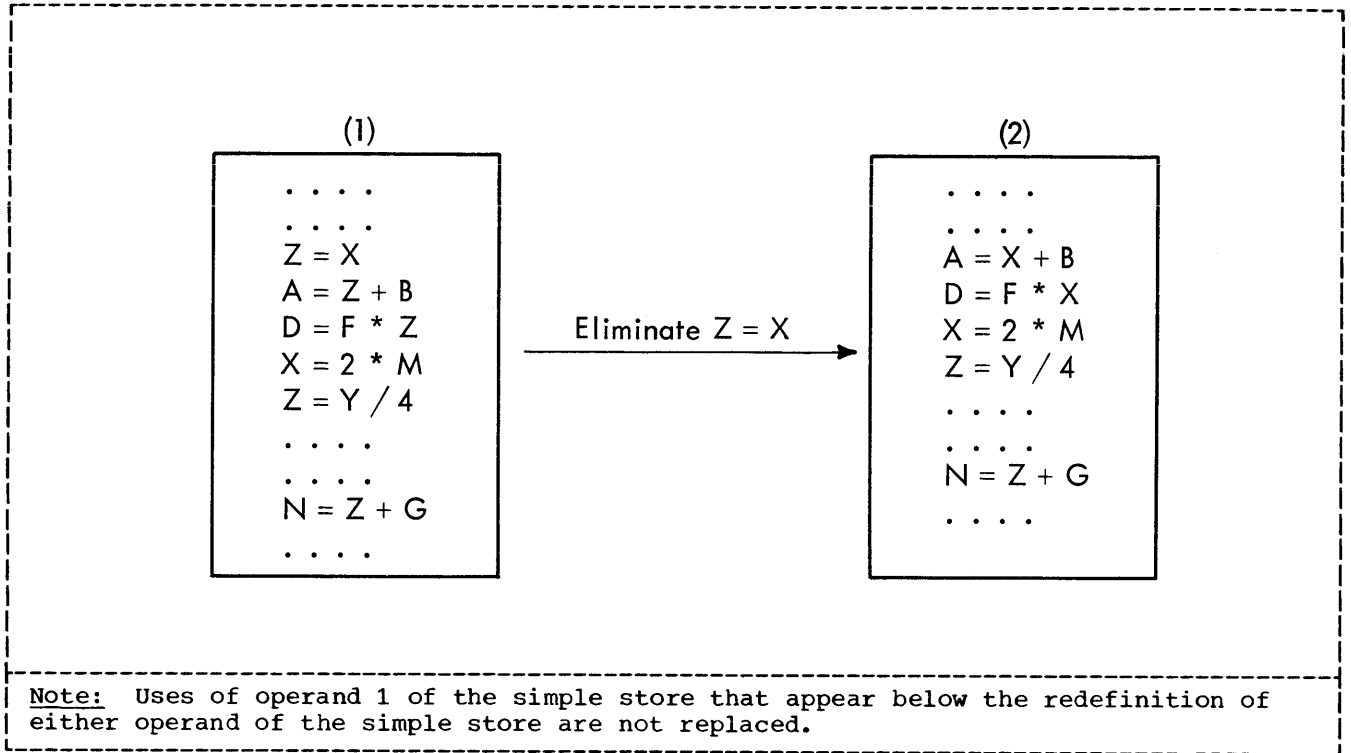 (1)
. . . .
. . . .
Z = X
A = Z + B
D = F * Z
X = 2 * M
Z = Y / 4
. . . .
. . . .
N = Z + G
. . . .
Eliminate Z = X
(2)
. . . .
. . . .
A = X + B
D = F * X
X = 2 * M
Z = Y / 4
. . . .
. . . .
N = Z + G
. . . .
Note: Uses of operand 1 of the simple store that appear below the redefinition of
either operand of the simple store are not replaced.